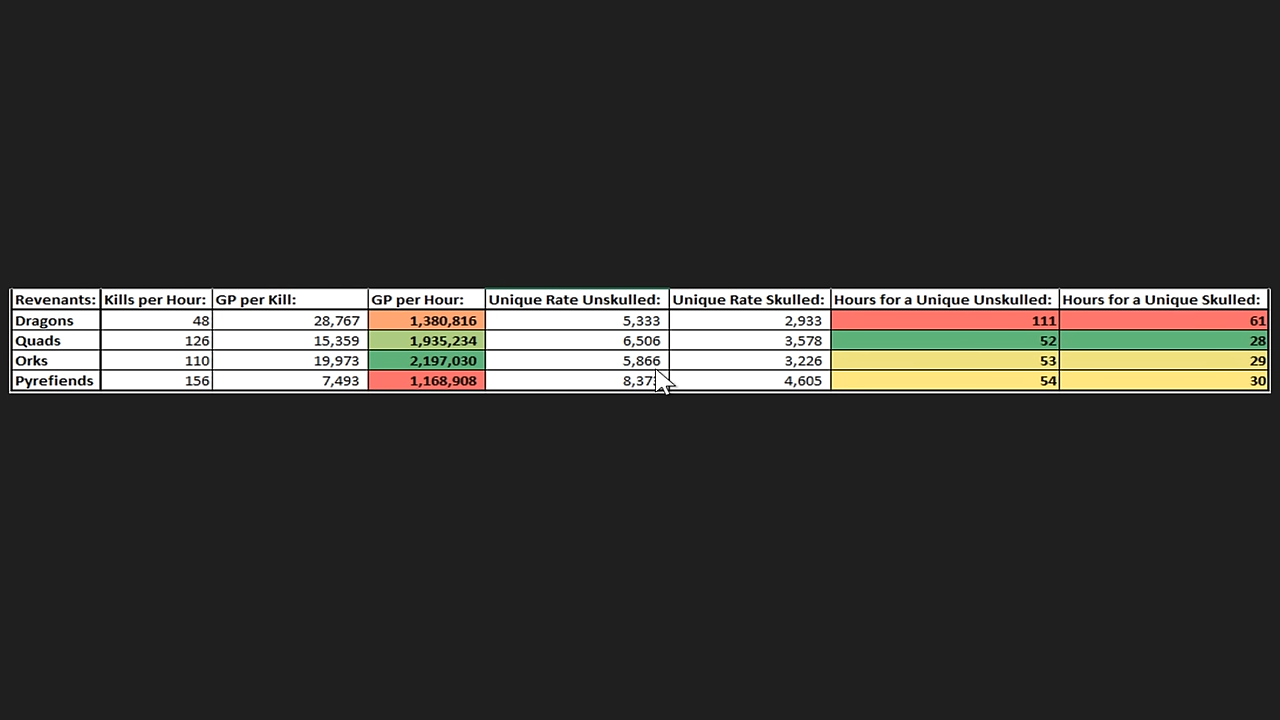 Revenants: Kills per Hour: GP per Kill: GP per Hour: Unique Rate Unskulled: Unique Rate Skulled: Hours for a Unique Unskulled: Hours for a Unique Skulled:
Dragons 48 28,767 1,380,816 5,333 2,933 111 61
Quads 126 15,359 1,935,234 6,506 3,578 52 28
Orks 110 19,973 2,197,030 5,866 3,226 53 29
Pyrefiends 156 7,493 1,168,908 4,605 54 30